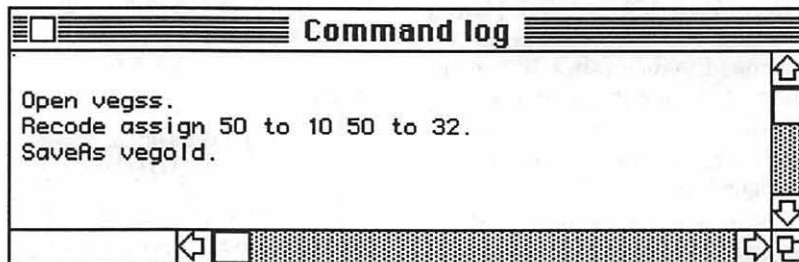 Command log
Open vegss.
Recode assign 50 to 10 50 to 32.
SaveAs vegold.